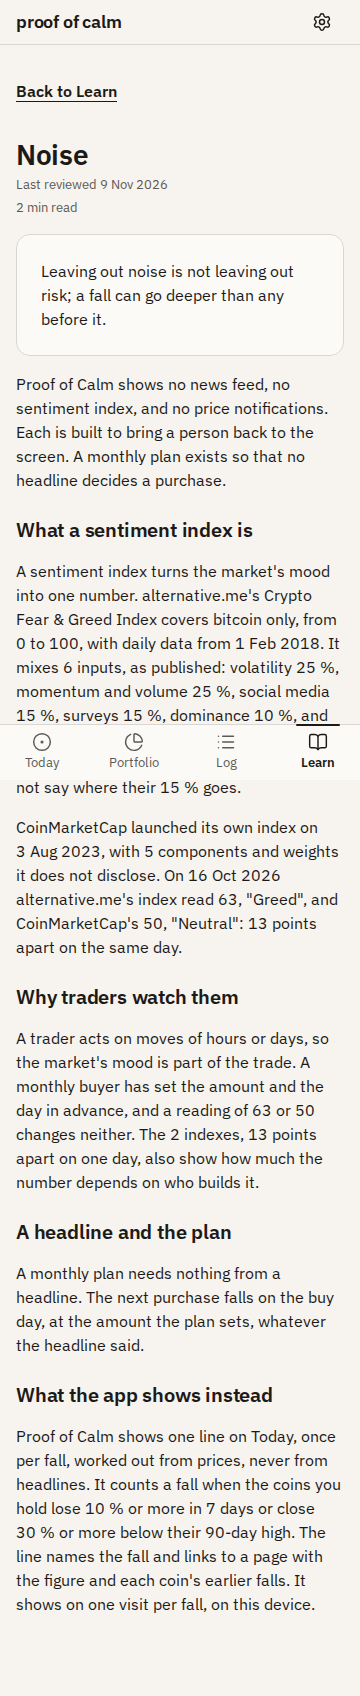 proof of calm
Back to Learn
Noise
Last reviewed 9 Nov 2026
2 min read
Leaving out noise is not leaving out
risk; a fall can go deeper than any
before it.
Proof of Calm shows no news feed, no
sentiment index, and no price notifications.
Each is built to bring a person back to the
screen. A monthly plan exists so that no
headline decides a purchase.
What a sentiment index is
A sentiment index turns the market's mood
into one number. alternative.me's Crypto
Fear & Greed Index covers bitcoin only, from
0 to 100, with daily data from 1 Feb 2018. It
mixes 6 inputs, as published: volatility 25 %,
momentum and volume 25 %, social media
15 %, surveys 15 %, dominance 10 %, and
Today
Portfolio
Log
Learn
not say where their 15 % goes.
CoinMarketCap launched its own index on
3 Aug 2023, with 5 components and weights
it does not disclose. On 16 Oct 2026
alternative.me's index read 63, "Greed", and
CoinMarketCap's 50, "Neutral": 13 points
apart on the same day.
Why traders watch them
A trader acts on moves of hours or days, so
the market's mood is part of the trade. A
monthly buyer has set the amount and the
day in advance, and a reading of 63 or 50
changes neither. The 2 indexes, 13 points
apart on one day, also show how much the
number depends on who builds it.
A headline and the plan
A monthly plan needs nothing from a
headline. The next purchase falls on the buy
day, at the amount the plan sets, whatever
the headline said.
What the app shows instead
Proof of Calm shows one line on Today, once
per fall, worked out from prices, never from
headlines. It counts a fall when the coins you
hold lose 10 % or more in 7 days or close
30 % or more below their 90-day high. The
line names the fall and links to a page with
the figure and each coin's earlier falls. It
shows on one visit per fall, on this device.